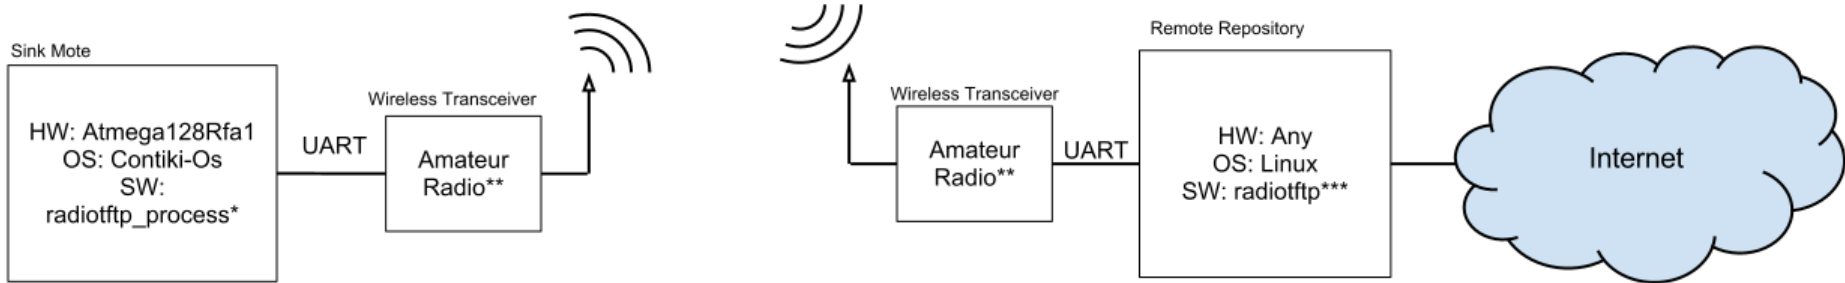 Sink Mote
HW: Atmega128Rfa1
OS: Contiki-Os
SW:
radiotftp_process*
UART
Wireless Transceiver
Amateur
Radio**
Wireless Transceiver
Amateur
Radio**
UART
Remote Repository
HW: Any
OS: Linux
SW: radiotftp***
Internet